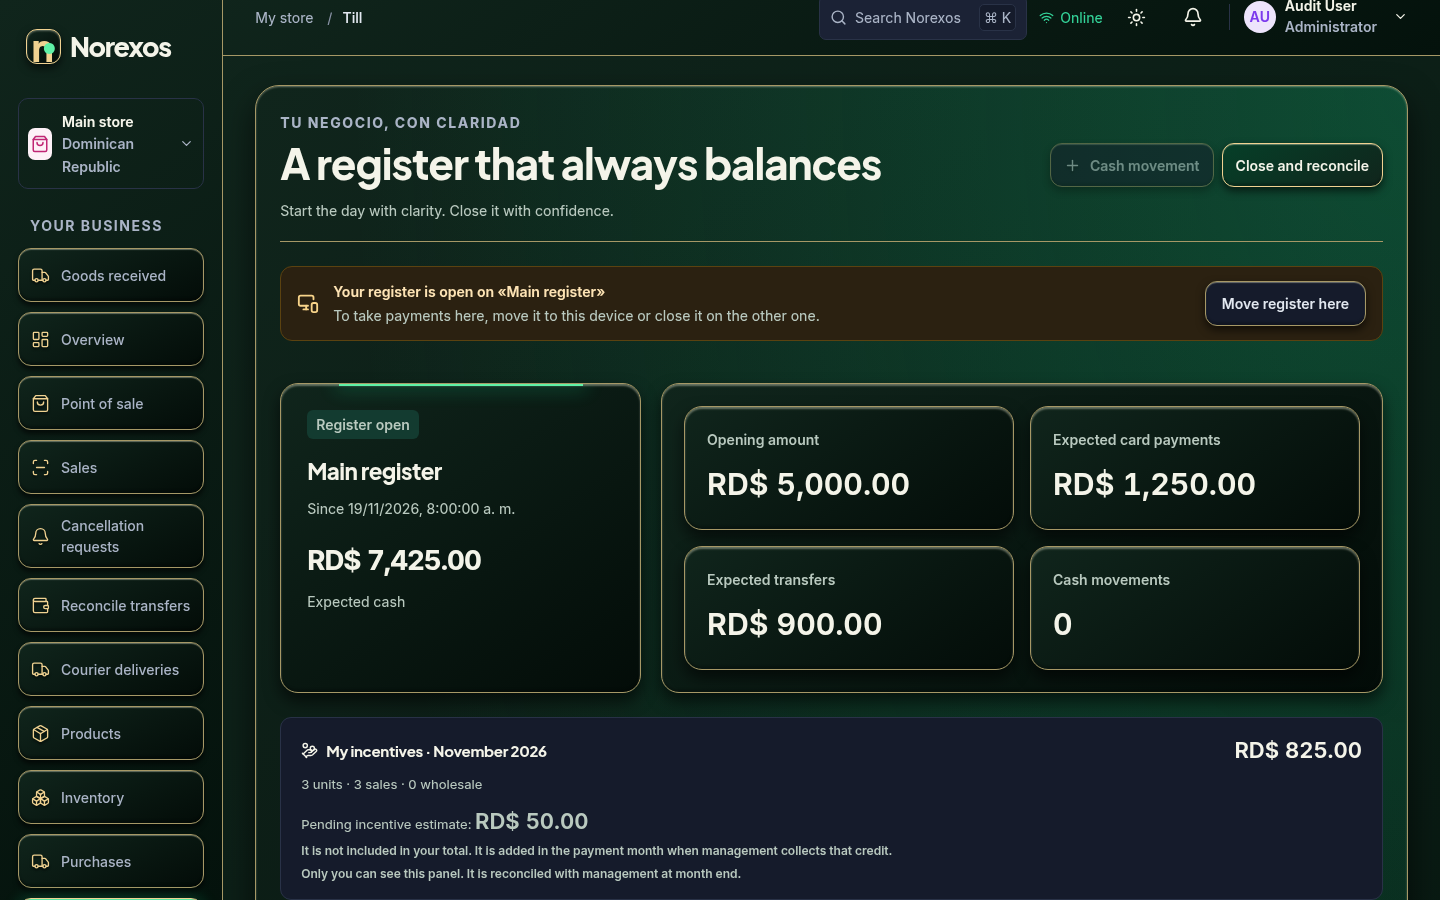 My store / Till
Search Norexos ⌘ K
Online
AU
Audit User
Administrator
Norexos
Main store
Dominican
Republic
YOUR BUSINESS
Goods received
Overview
Point of sale
Sales
Cancellation
requests
Reconcile transfers
Courier deliveries
Products
Inventory
Purchases
TU NEGOCIO, CON CLARIDAD
A register that always balances
Start the day with clarity. Close it with confidence.
Cash movement
Close and reconcile
Your register is open on «Main register»
To take payments here, move it to this device or close it on the other one.
Move register here
Register open
Main register
Since 19/11/2026, 8:00:00 a. m.
RD$ 7,425.00
Expected cash
Opening amount
RD$ 5,000.00
Expected card payments
RD$ 1,250.00
Expected transfers
RD$ 900.00
Cash movements
0
My incentives · November 2026
RD$ 825.00
3 units · 3 sales · 0 wholesale
Pending incentive estimate: RD$ 50.00
It is not included in your total. It is added in the payment month when management collects that credit.
Only you can see this panel. It is reconciled with management at month end.